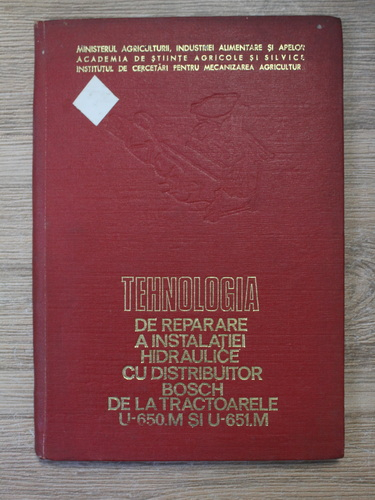 MINISTERUL AGRICULTURII, INDUSTRIEI ALIMENTARE ȘI APELOR
ACADEMIA DE ȘTIINȚE AGRICOLE ȘI SILVICE
INSTITUTUL DE CERCETĂRI PENTRU MECANIZAREA AGRICULTUR
TEHNOLOGIA
DE REPARARE
A INSTALAȚIEI
HIDRAULICE
CU DISTRIBUITOR
BOSCH
DE LA TRACTOARELE
U-650.M ȘI U-651.M